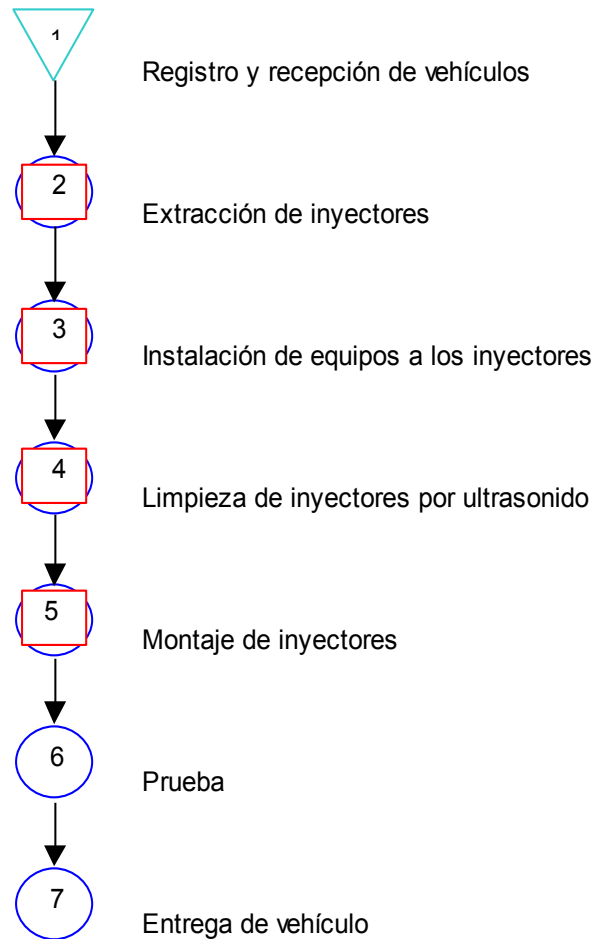 1
Registro y recepción de vehículos
2
Extracción de inyectores
3
Instalación de equipos a los inyectores
4
Limpieza de inyectores por ultrasonido
5
Montaje de inyectores
6
Prueba
7
Entrega de vehículo